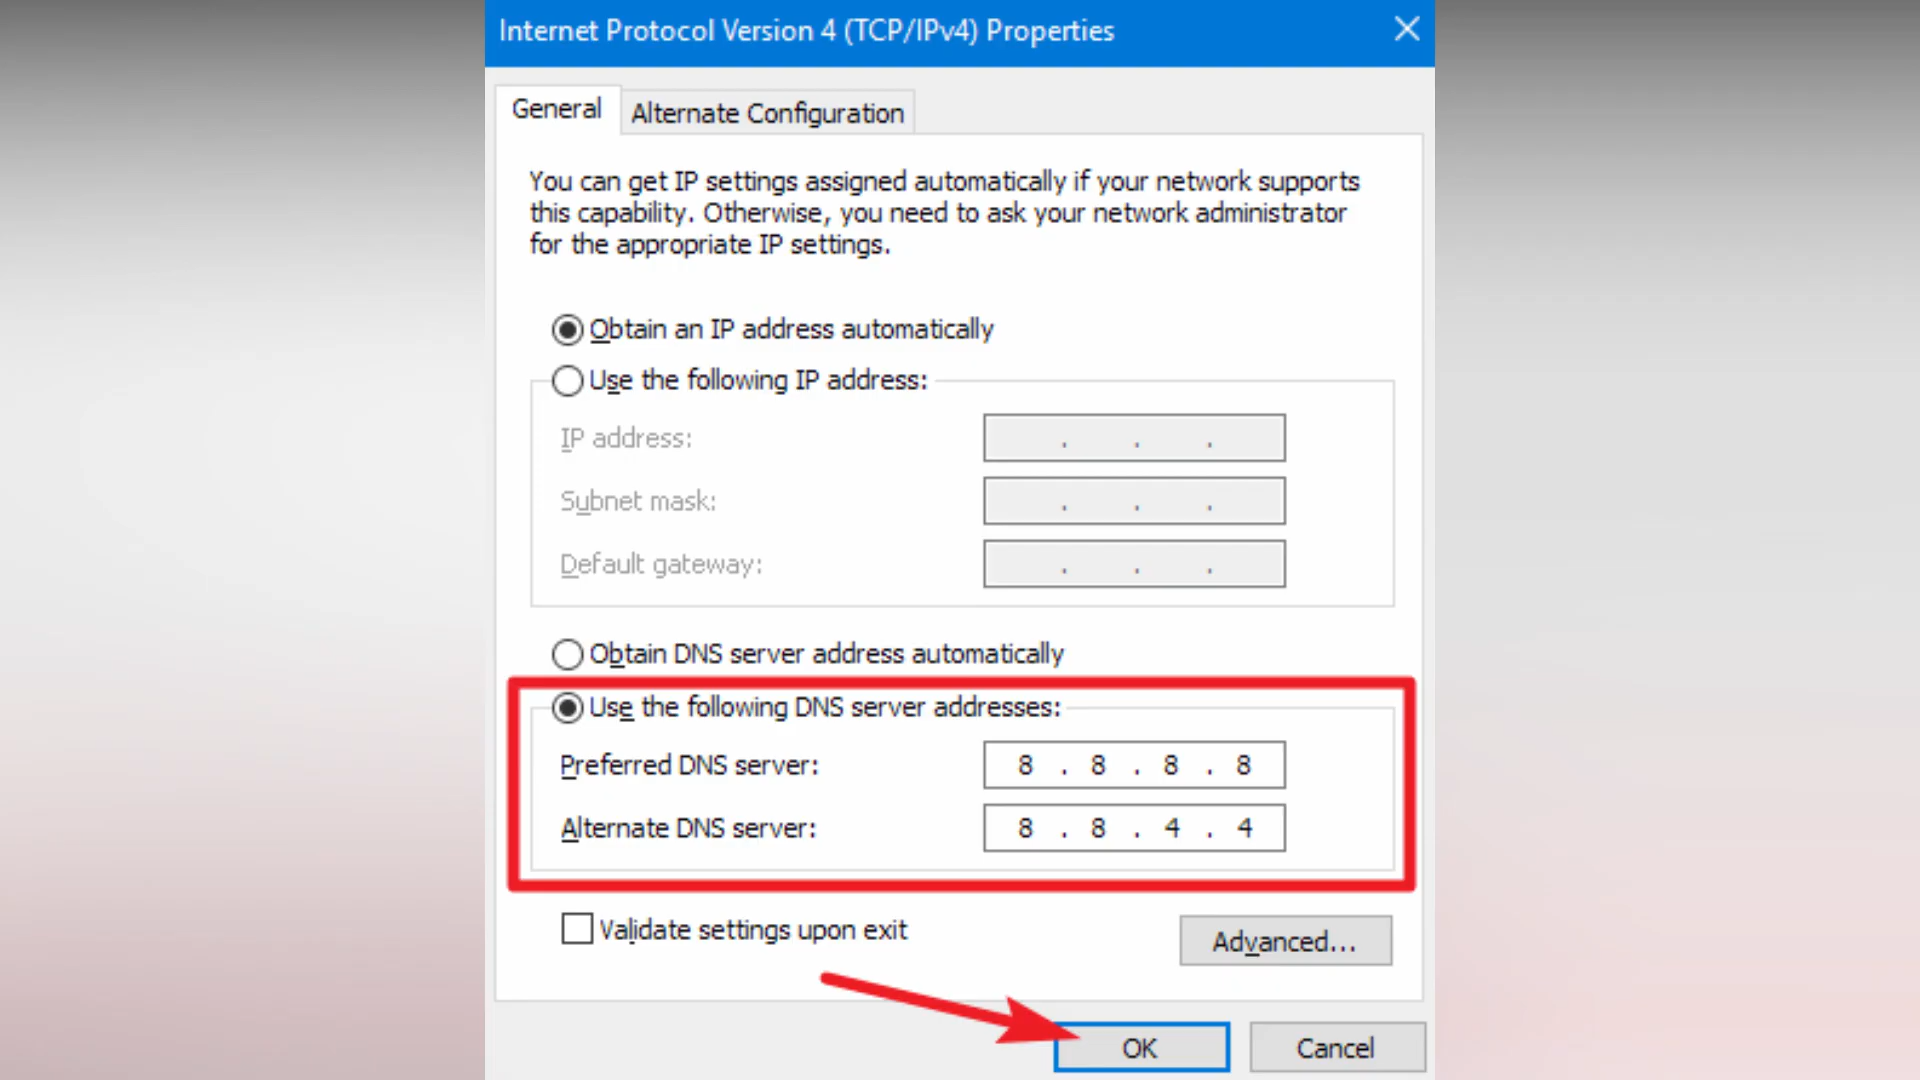 Internet Protocol Version 4 (TCP/IPv4) Properties
General
Alternate Configuration
You can get IP settings assigned automatically if your network supports
this capability. Otherwise, you need to ask your network administrator
for the appropriate IP settings.
Obtain an IP address automatically
Use the following IP address:
IP address:
. . .
Subnet mask:
. . .
Default gateway:
. . .
Obtain DNS server address automatically
Use the following DNS server addresses:
Preferred DNS server:
8 . 8 . 8 . 8
Alternate DNS server:
8 . 8 . 4 . 4
Validate settings upon exit
Advanced...
OK
Cancel